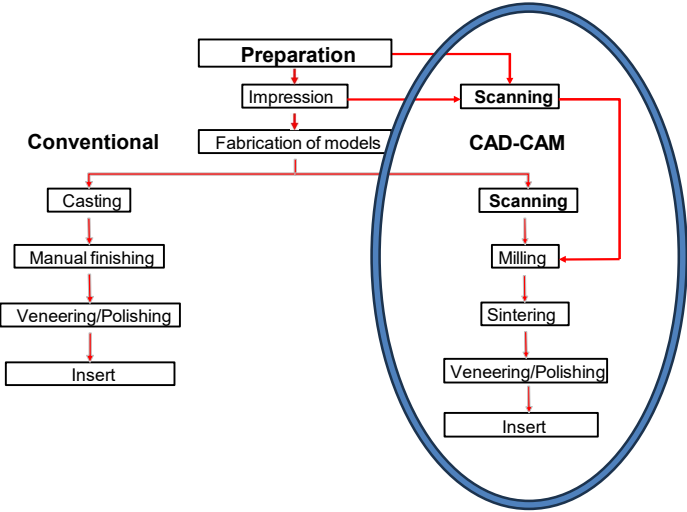 Preparation
Impression
Scanning
Conventional
Fabrication of models
CAD-CAM
Casting
Scanning
Manual finishing
Milling
Veneering/Polishing
Sintering
Insert
Veneering/Polishing
Insert